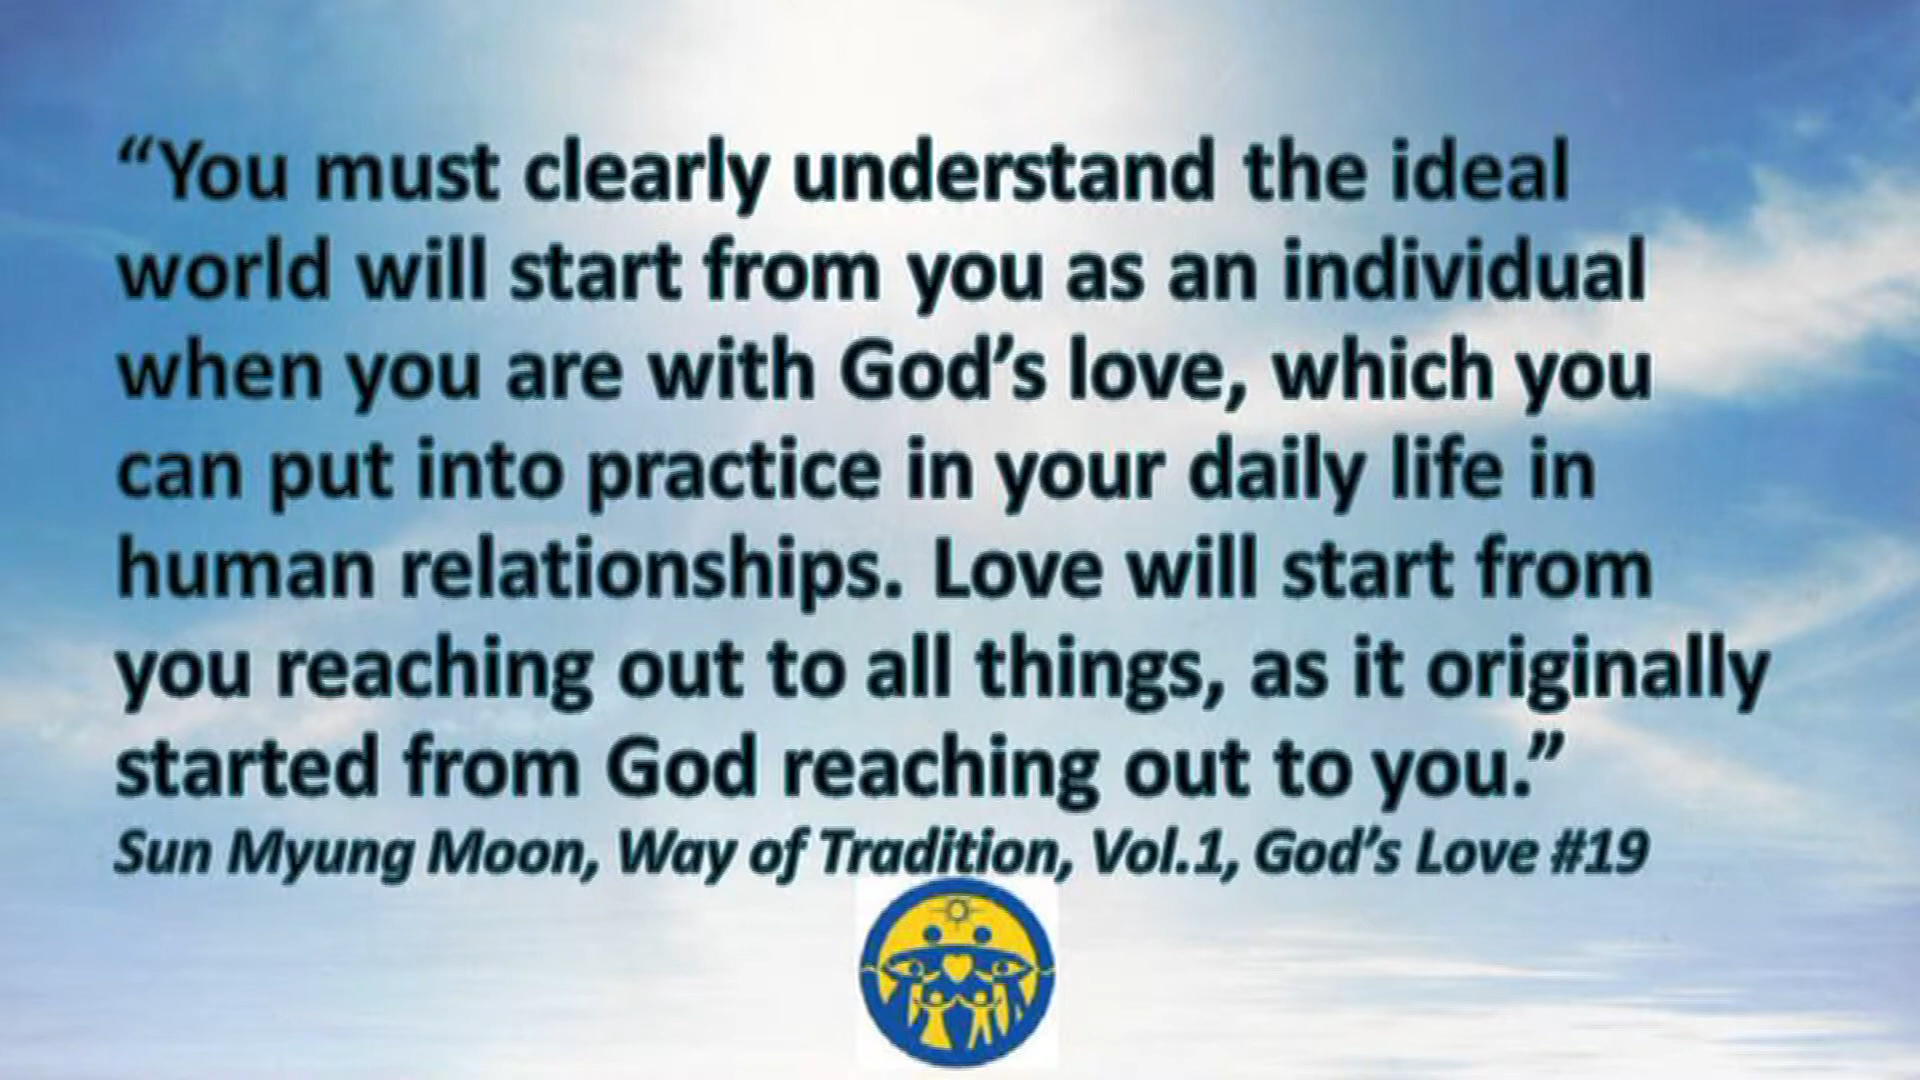 “You must clearly understand the ideal
world will start from you as an individual
when you are with God’s love, which you
can put into practice in your daily life in
human relationships. Love will start from
you reaching out to all things, as it originally
started from God reaching out to you.”
Sun Myung Moon, Way of Tradition, Vol.1, God’s Love #19